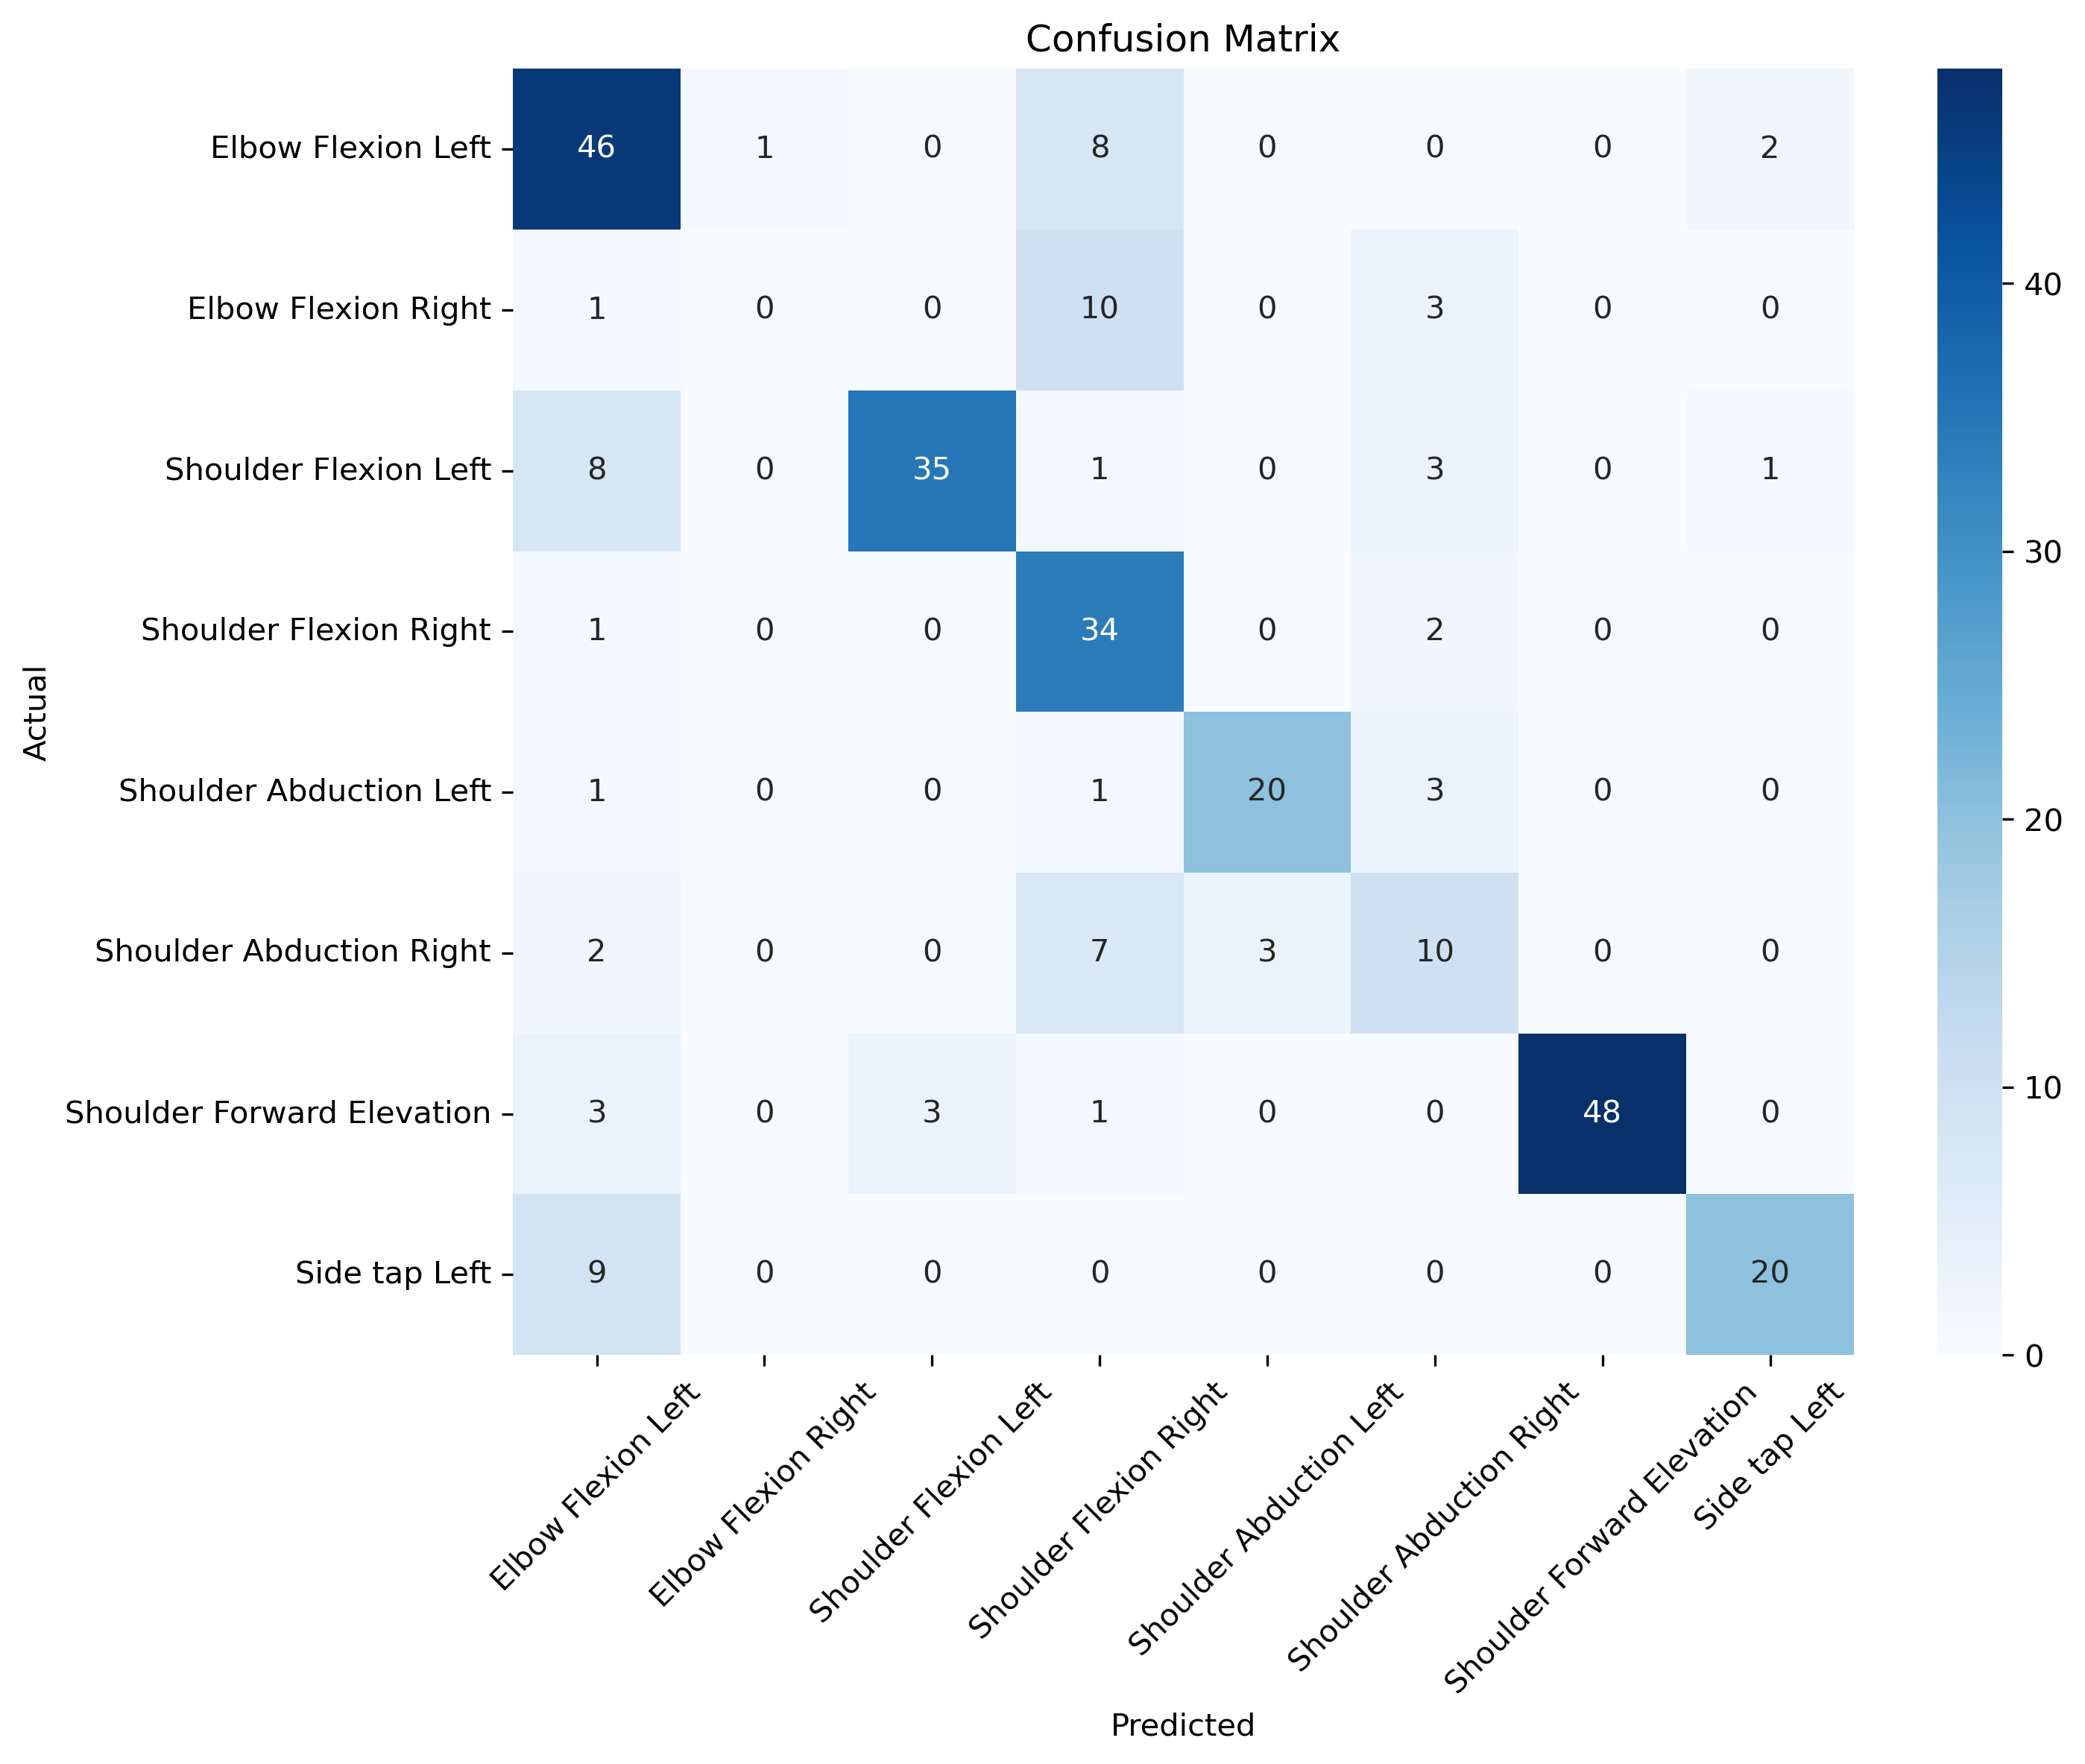 Confusion Matrix
Elbow Flexion Left 46 1 0 8 0 0 0 2
Elbow Flexion Right 1 0 0 10 0 3 0 0
Shoulder Flexion Left 8 0 35 1 0 3 0 1
Shoulder Flexion Right 1 0 0 34 0 2 0 0
Shoulder Abduction Left 1 0 0 1 20 3 0 0
Shoulder Abduction Right 2 0 0 7 3 10 0 0
Shoulder Forward Elevation 3 0 3 1 0 0 48 0
Side tap Left 9 0 0 0 0 0 0 20
Actual
Elbow Flexion Left
Elbow Flexion Right
Shoulder Flexion Left
Shoulder Flexion Right
Shoulder Abduction Left
Shoulder Abduction Right
Shoulder Forward Elevation
Side tap Left
Predicted
40
30
20
10
0